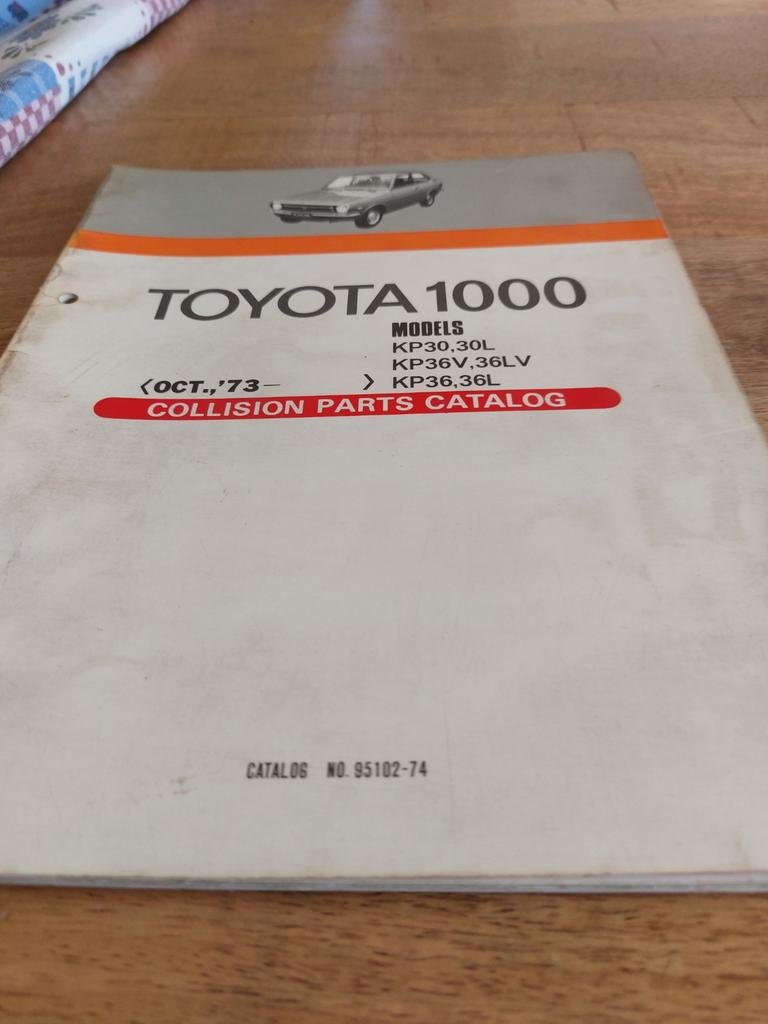 TOYOTA 1000
MODELS
KP30,30L
KP36V,36LV
〈OCT.,'73— 〉 KP36,36L
COLLISION PARTS CATALOG
CATALOG NO. 95102-74